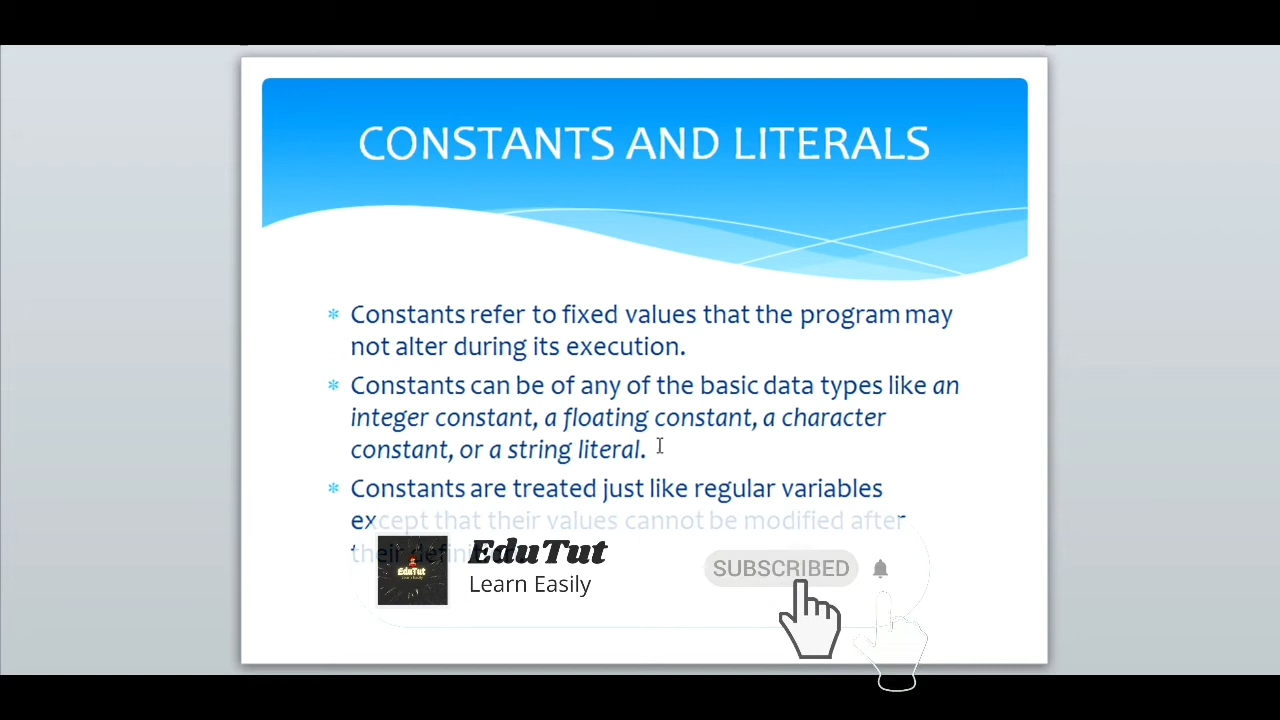 CONSTANTS AND LITERALS
* Constants refer to fixed values that the program may
not alter during its execution.
* Constants can be of any of the basic data types like an
integer constant, a floating constant, a character
constant, or a string literal.
* Constants are treated just like regular variables
except that their values cannot be modified after
their
EduTut
Learn Easily
SUBSCRIBED
EduTut